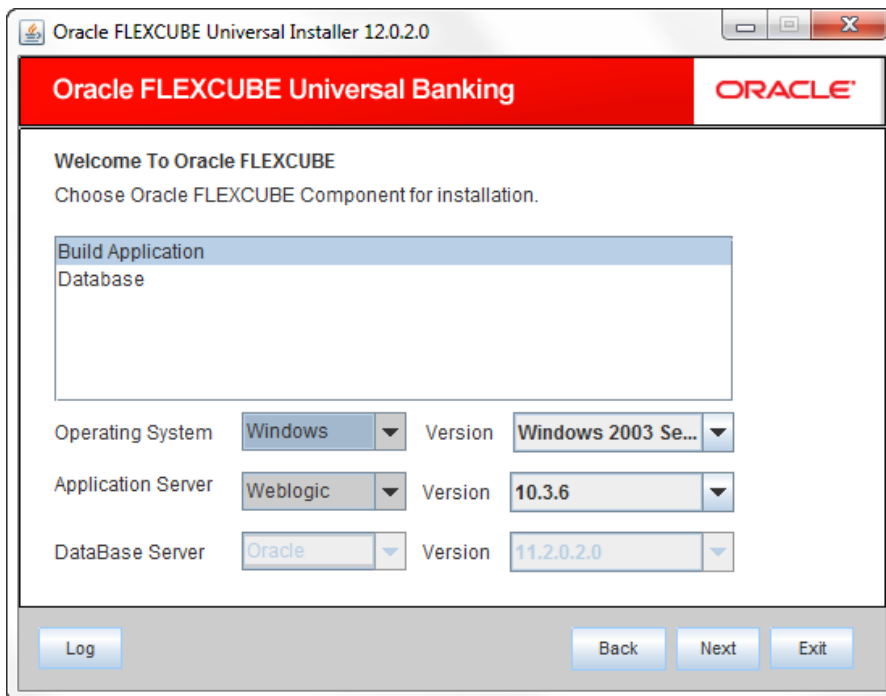 Oracle FLEXCUBE Universal Installer 12.0.2.0
Oracle FLEXCUBE Universal Banking ORACLE
Welcome To Oracle FLEXCUBE
Choose Oracle FLEXCUBE Component for installation.
Build Application
Database
Operating System Windows Version Windows 2003 Se...
Application Server Weblogic Version 10.3.6
DataBase Server Oracle Version 11.2.0.2.0
Log Back Next Exit